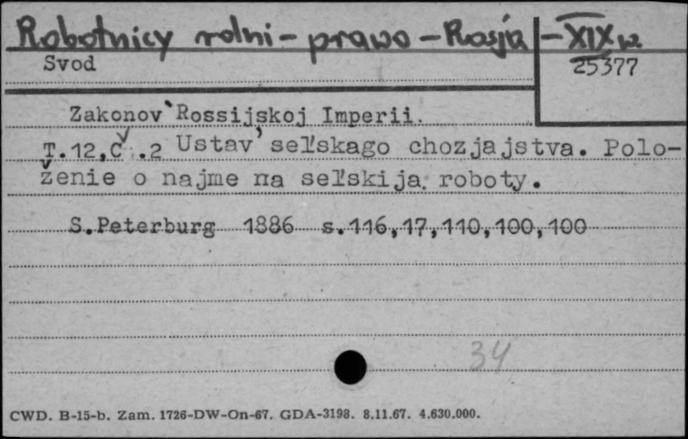 Robotnicy rolni - prawo - Rosja - XIX w
Svod
25377
Zakonov Rossijskoj Imperii.
T.12,č.2 Ustav sel'skago chozjajstva. Polo-
ženie o najme na sel'skija roboty.
S.Peterburg 1886 s.116,17,110,100,100
34
CWD. B-15-b. Zam. 1726-DW-On-67. GDA-3198. 8.11.67. 4.630.000.